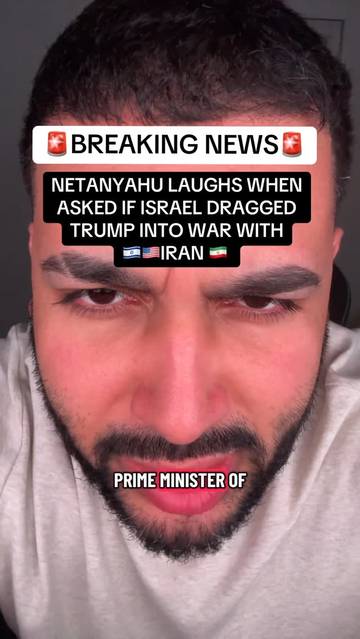 🚨BREAKING NEWS🚨
NETANYAHU LAUGHS WHEN
ASKED IF ISRAEL DRAGGED
TRUMP INTO WAR WITH
🇮🇱🇺🇸IRAN 🇮🇷
PRIME MINISTER OF